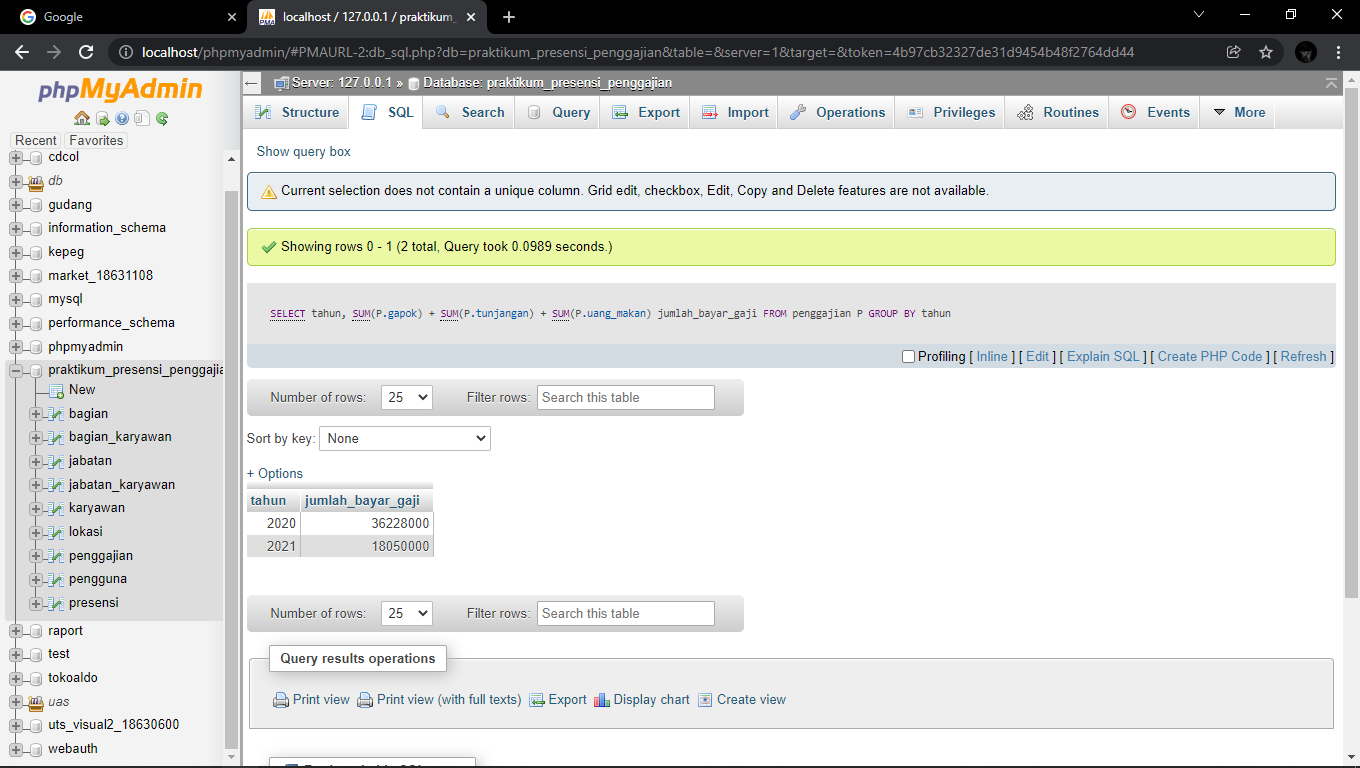 Google
localhost / 127.0.0.1 / praktikum_
localhost/phpmyadmin/#PMAURL-2:db_sql.php?db=praktikum_presensi_penggajian&table=&server=1&target=&token=4b97cb32327de31d9454b48f2764dd44
phpMyAdmin
Recent Favorites
cdcol
db
gudang
information_schema
kepeg
market_18631108
mysql
performance_schema
phpmyadmin
praktikum_presensi_penggajia
New
bagian
bagian_karyawan
jabatan
jabatan_karyawan
karyawan
lokasi
penggajian
pengguna
presensi
raport
test
tokoaldo
uas
uts_visual2_18630600
webauth
Server: 127.0.0.1 » Database: praktikum_presensi_penggajian
Structure SQL Search Query Export Import Operations Privileges Routines Events More
Show query box
Current selection does not contain a unique column. Grid edit, checkbox, Edit, Copy and Delete features are not available.
Showing rows 0 - 1 (2 total, Query took 0.0989 seconds.)
SELECT tahun, SUM(P.gapok) + SUM(P.tunjangan) + SUM(P.uang_makan) jumlah_bayar_gaji FROM penggajian P GROUP BY tahun
Profiling [ Inline ] [ Edit ] [ Explain SQL ] [ Create PHP Code ] [ Refresh ]
Number of rows: 25 Filter rows: Search this table
Sort by key: None
+ Options
tahun jumlah_bayar_gaji
2020 36228000
2021 18050000
Number of rows: 25 Filter rows: Search this table
Query results operations
Print view Print view (with full texts) Export Display chart Create view